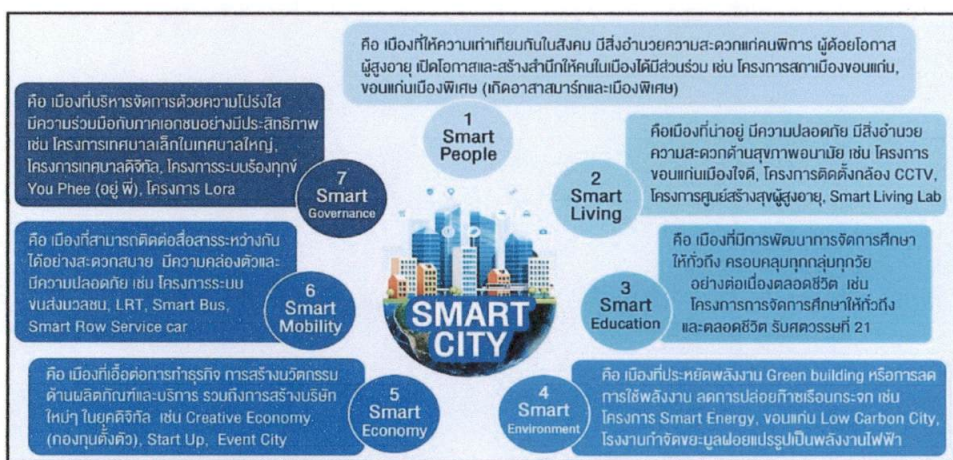 คือ เมืองที่ให้ความเท่าเทียมกันในสังคม มีสิ่งอำนวยความสะดวกแก่คนพิการ ผู้ด้อยโอกาส
ผู้สูงอายุ เปิดโอกาสและสร้างสำนึกให้คนในเมืองได้มีส่วนร่วม เช่น โครงการสภาเมืองขอนแก่น,
ขอนแก่นเมืองพิเศษ (เกิดอาสาสมาร์ทและเมืองพิเศษ)
1
Smart
People
คือเมืองที่น่าอยู่ มีความปลอดภัย มีสิ่งอำนวย
ความสะดวกด้านสุขภาพอนามัย เช่น โครงการ
ขอนแก่นเมืองใจดี, โครงการติดตั้งกล้อง CCTV,
โครงการศูนย์สร้างสุขผู้สูงอายุ, Smart Living Lab
2
Smart
Living
คือ เมืองที่มีการพัฒนาการจัดการศึกษา
ให้ทั่วถึง ครอบคลุมทุกกลุ่มทุกวัย
อย่างต่อเนื่องตลอดชีวิต เช่น
โครงการการจัดการศึกษาให้ทั่วถึง
และตลอดชีวิต รับศตวรรษที่ 21
3
Smart
Education
คือ เมืองที่ประหยัดพลังงาน Green building หรือการลด
การใช้พลังงาน ลดการปล่อยก๊าซเรือนกระจก เช่น
โครงการ Smart Energy, ขอนแก่น Low Carbon City,
โรงงานกำจัดขยะมูลฝอยแปรรูปเป็นพลังงานไฟฟ้า
4
Smart
Environment
คือ เมืองที่เอื้อต่อการทำธุรกิจ การสร้างนวัตกรรม
ด้านผลิตภัณฑ์และบริการ รวมถึงการสร้างบริษัท
ใหม่ๆ ในยุคดิจิทัล เช่น Creative Economy.
(กองทุนตั้งตัว), Start Up, Event City
5
Smart
Economy
คือ เมืองที่สามารถติดต่อสื่อสารระหว่างกัน
ได้อย่างสะดวกสบาย มีความคล่องตัวและ
มีความปลอดภัย เช่น โครงการระบบ
ขนส่งมวลชน, LRT, Smart Bus,
Smart Row Service car
6
Smart
Mobility
คือ เมืองที่บริหารจัดการด้วยความโปร่งใส
มีความร่วมมือกับภาคเอกชนอย่างมีประสิทธิภาพ
เช่น โครงการเทศบาลเล็กในเทศบาลใหญ่,
โครงการเทศบาลดิจิทัล, โครงการระบบร้องทุกข์
You Phee (อยู่ พี่), โครงการ Lora
7
Smart
Governance
SMART
CITY